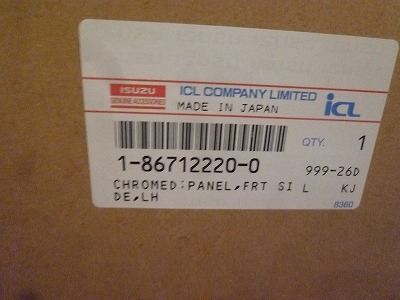 ISUZU ICL COMPANY LIMITED icL
GENUINE ACCESSORIES MADE IN JAPAN
QTY. 1
1-86712220-0 999-26D
CHROMED:PANEL,FRT SI L KJ
DE,LH
8360